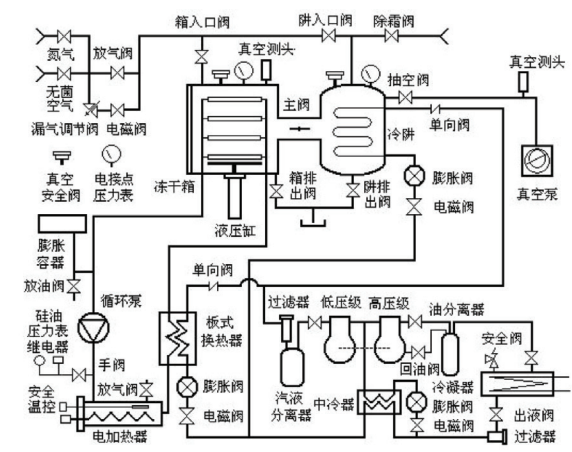 箱入口阀
阱入口阀
除霜阀
氮气
放气阀
真空测头
真空测头
无菌
空气
主阀
抽空阀
漏气调节阀
电磁阀
冷阱
单向阀
真空
安全阀
电接点
压力表
冻干箱
箱排
出阀
阱排
出阀
膨胀阀
真空泵
液压缸
电磁阀
膨胀
容器
放油阀
单向阀
循环泵
过滤器
低压级
高压级
油分离器
硅油
压力表
继电器
板式
换热器
安全阀
手阀
回油阀
放气阀
膨胀阀
汽液
分离器
中冷器
冷凝器
膨胀阀
安全
温控
电磁阀
电磁阀
出液阀
电加热器
过滤器